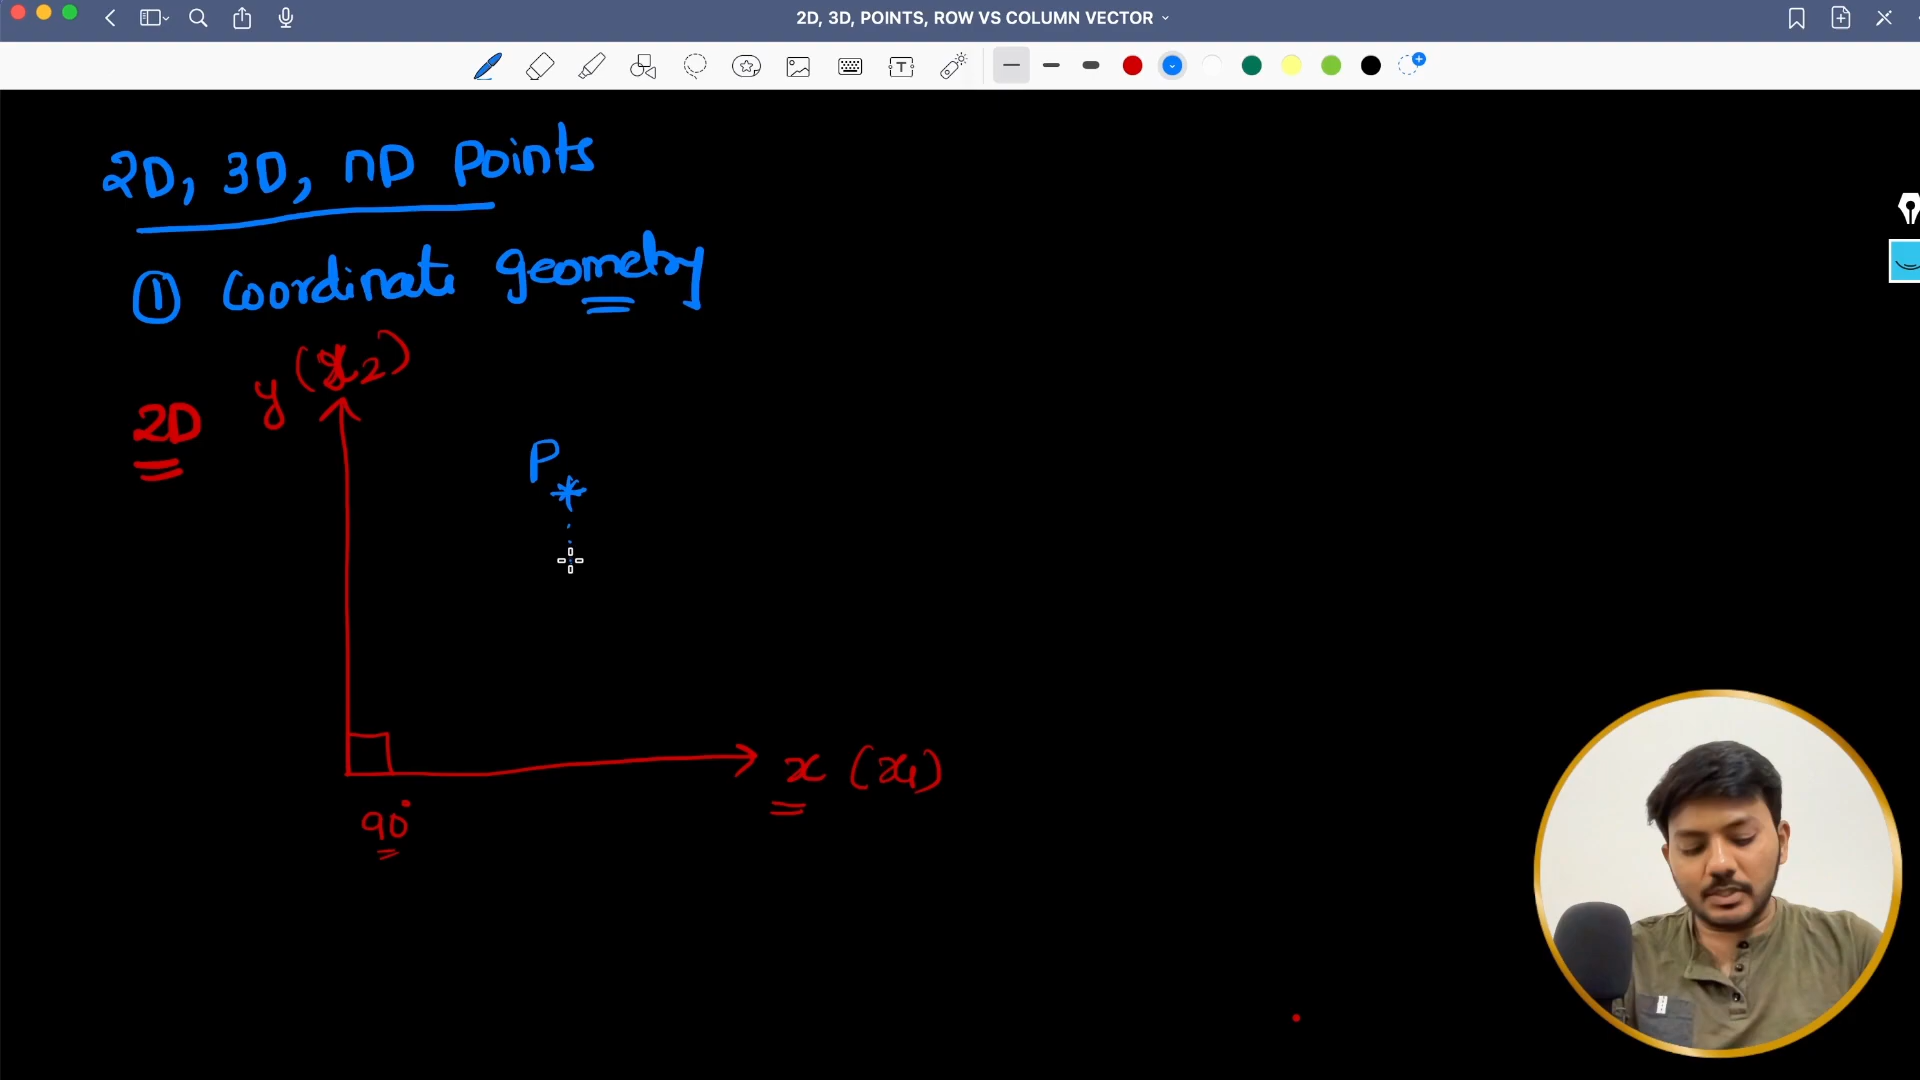 2D, 3D, POINTS, ROW VS COLUMN VECTOR
2D, 3D, nD points
① Coordinate geometry
y (x2)
2D
P
x (x1)
90°